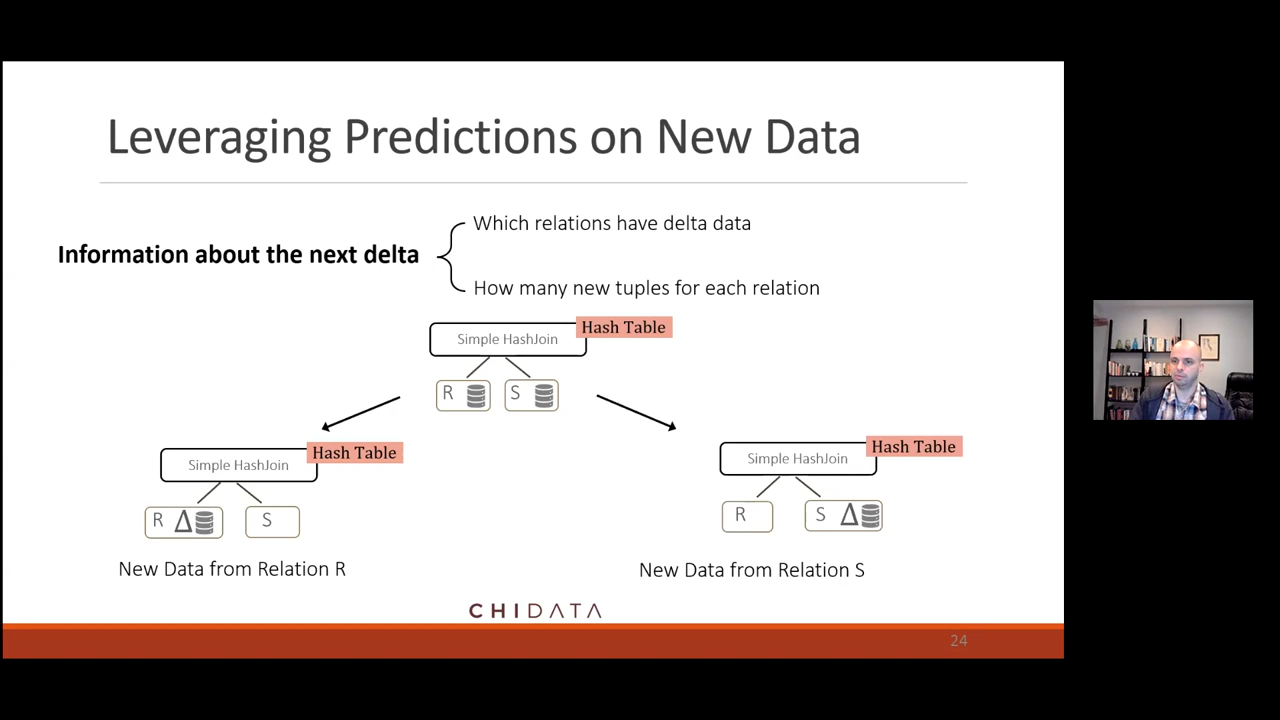 Leveraging Predictions on New Data
Which relations have delta data
Information about the next delta
How many new tuples for each relation
Simple HashJoin
Hash Table
R
S
Simple HashJoin
Hash Table
R Δ
S
New Data from Relation R
Simple HashJoin
Hash Table
R
S Δ
New Data from Relation S
CHIDATA
24